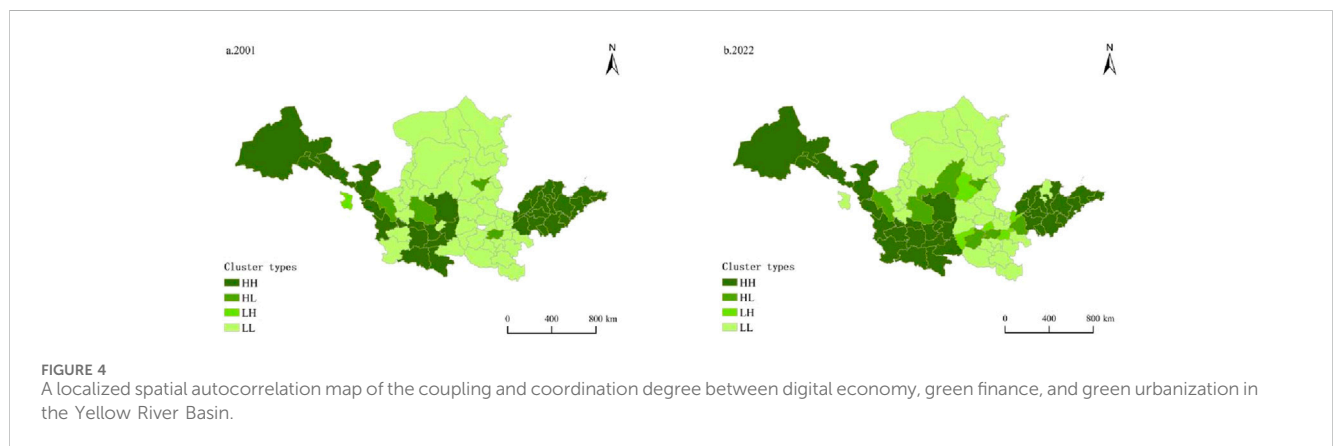 a.2001
N
Cluster types
HH
HL
LH
LL
0 400 800 km
b.2022
N
Cluster types
HH
HL
LH
LL
0 400 800 km
FIGURE 4
A localized spatial autocorrelation map of the coupling and coordination degree between digital economy, green finance, and green urbanization in
the Yellow River Basin.